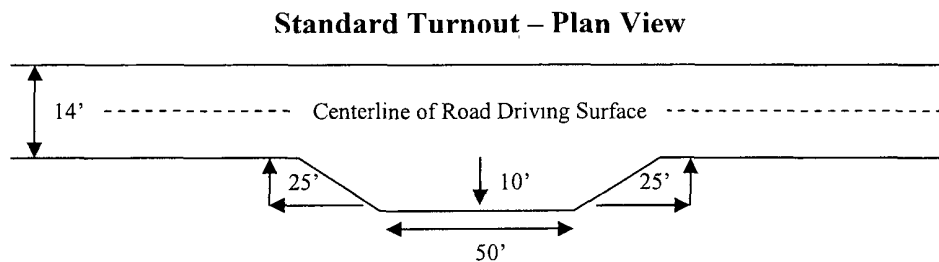 Standard Turnout – Plan View
14’
Centerline of Road Driving Surface
25’
10’
25’
50’